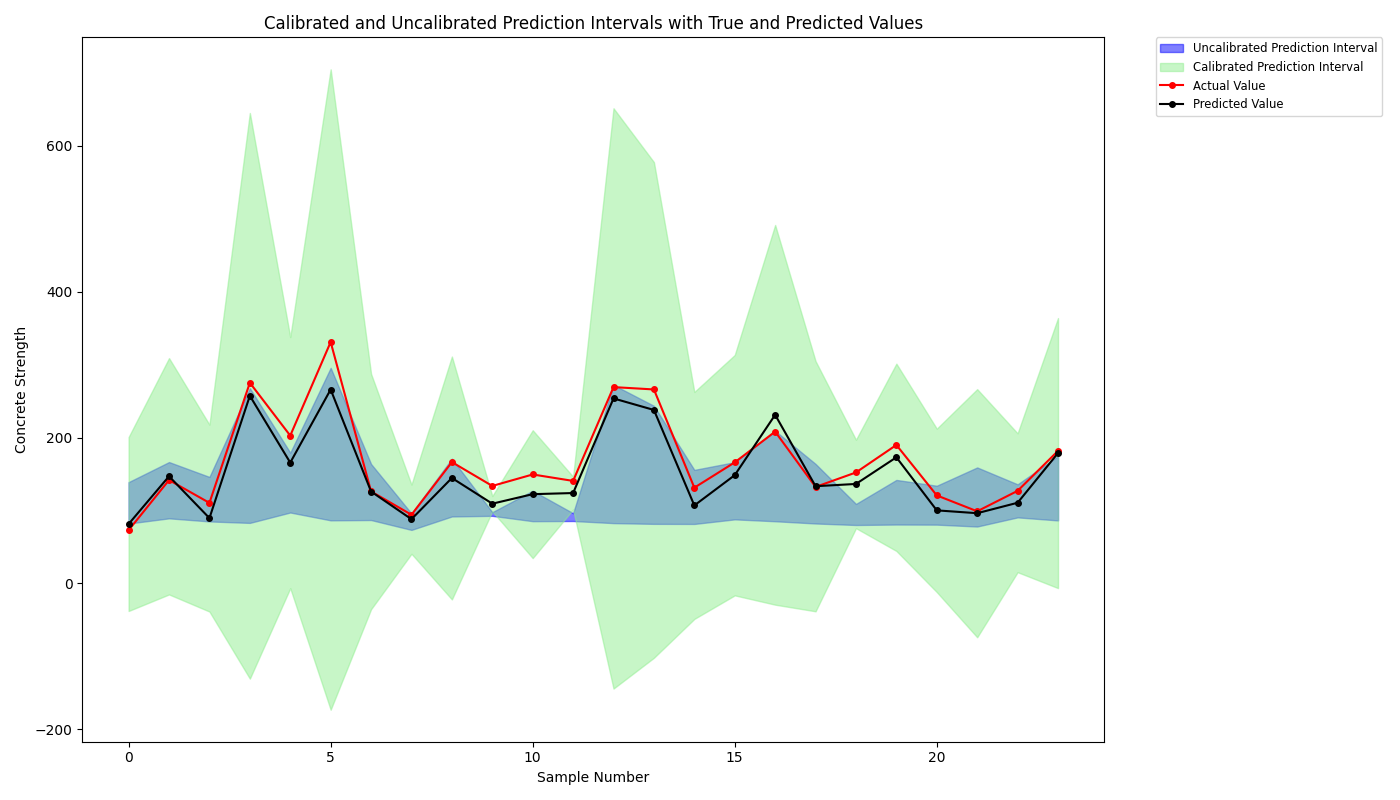 Calibrated and Uncalibrated Prediction Intervals with True and Predicted Values
Uncalibrated Prediction Interval
Calibrated Prediction Interval
Actual Value
Predicted Value
Concrete Strength
600
400
200
0
−200
0
5
10
15
20
Sample Number